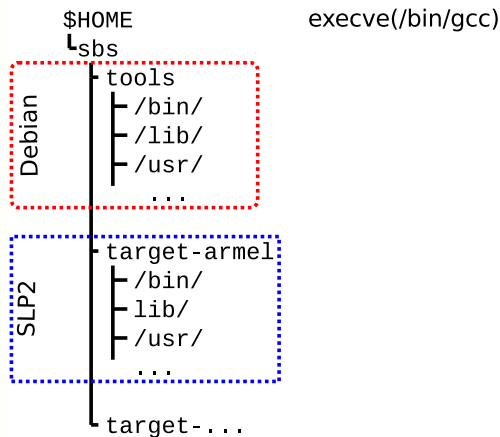 $HOME
execve(/bin/gcc)
sbs
tools
/bin/
/lib/
/usr/
...
Debian
target-armel
/bin/
lib/
/usr/
...
SLP2
target-...